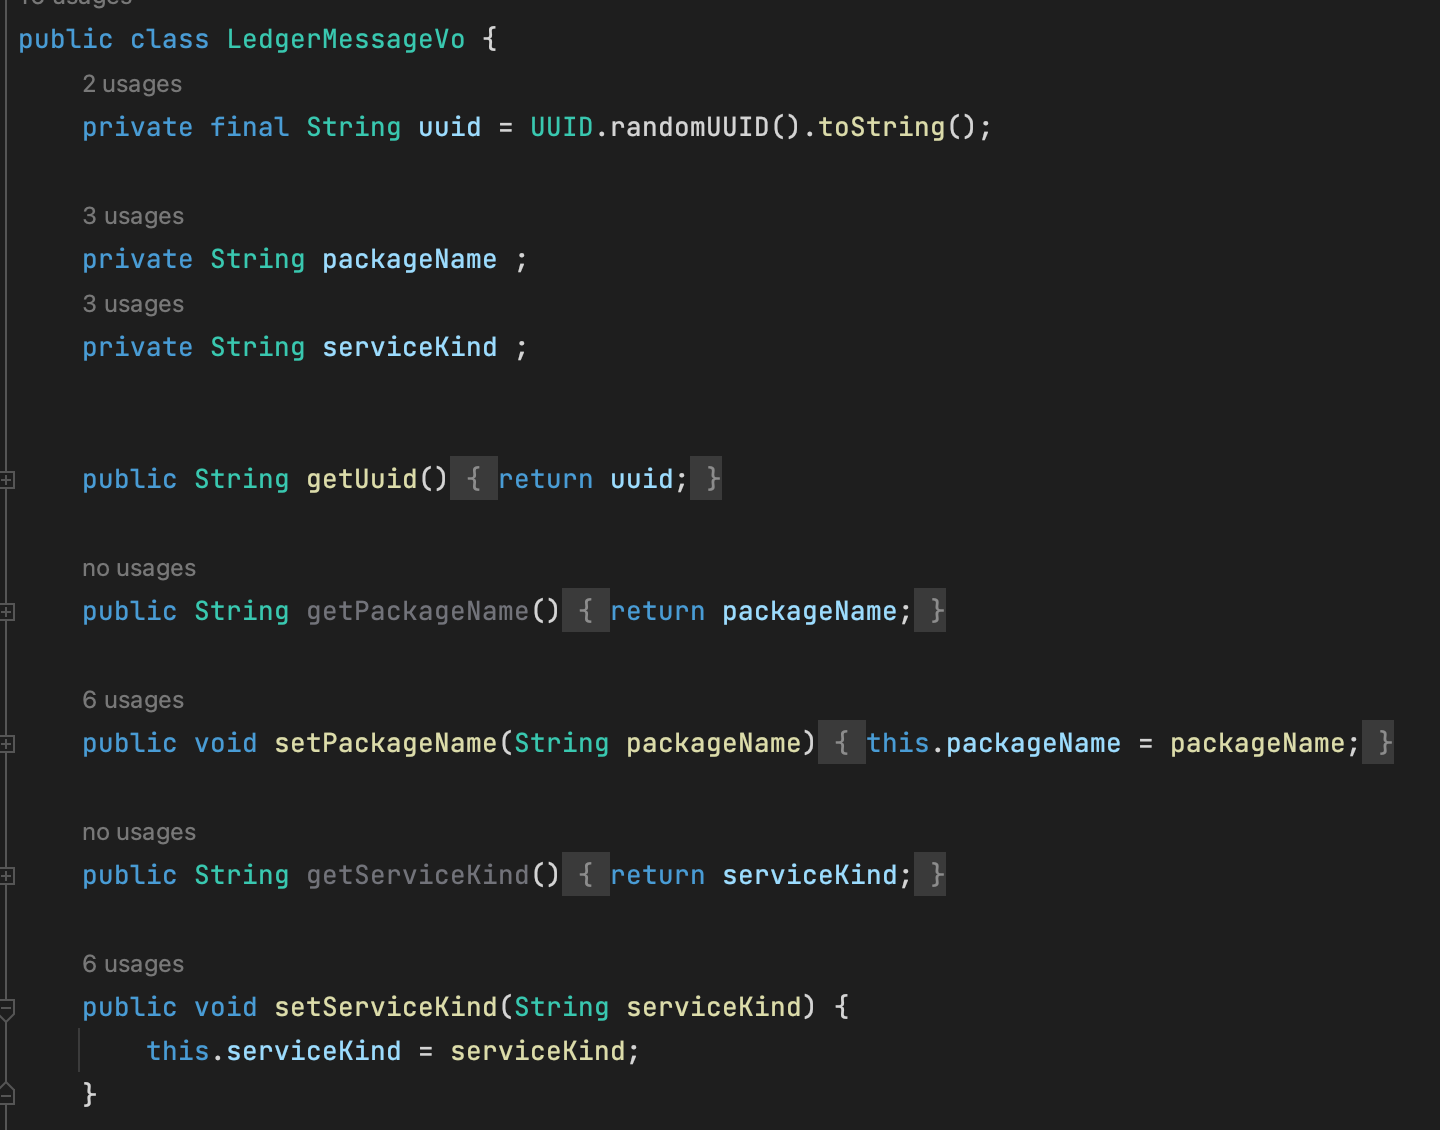 public class LedgerMessageVo {
2 usages
private final String uuid = UUID.randomUUID().toString();
3 usages
private String packageName ;
3 usages
private String serviceKind ;
public String getUuid() { return uuid; }
no usages
public String getPackageName() { return packageName; }
6 usages
public void setPackageName(String packageName) { this.packageName = packageName; }
no usages
public String getServiceKind() { return serviceKind; }
6 usages
public void setServiceKind(String serviceKind) {
this.serviceKind = serviceKind;
}